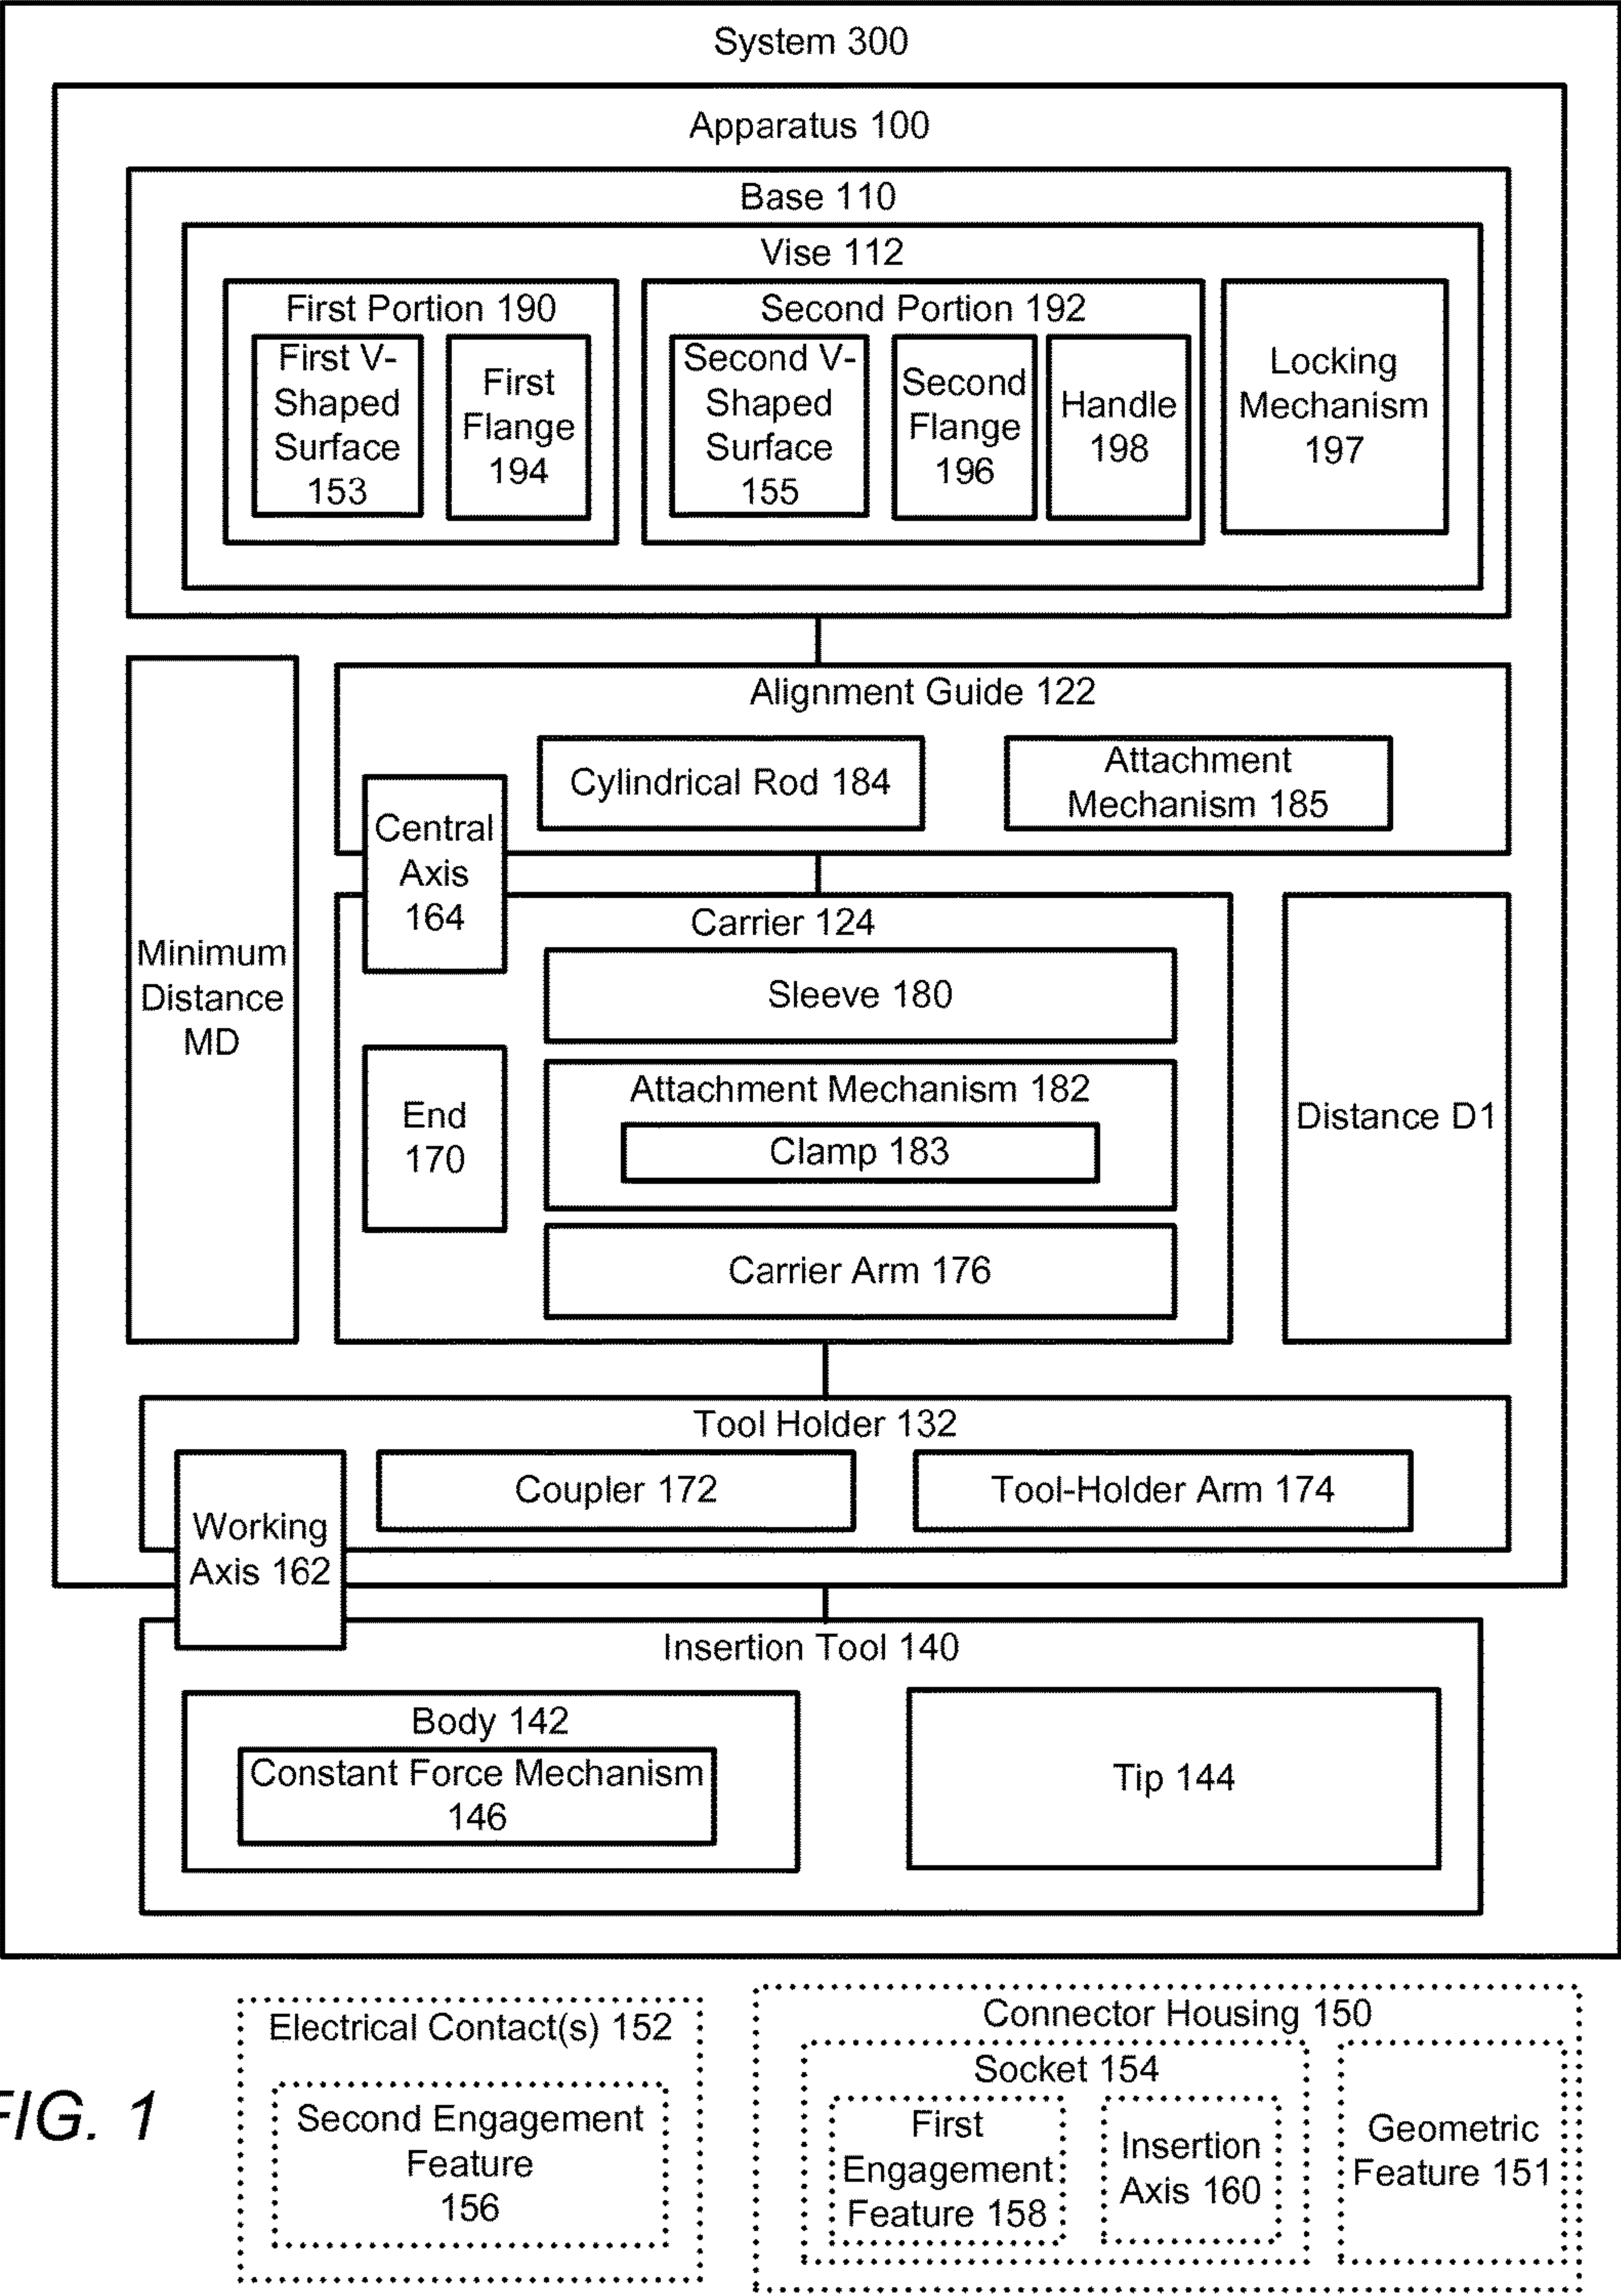 System 300
Apparatus 100
Base 110
Vise 112
First Portion 190
First V-
Shaped
Surface
153
First
Flange
194
Second Portion 192
Second V-
Shaped
Surface
155
Second
Flange
196
Handle
198
Locking
Mechanism
197
Minimum
Distance
MD
Alignment Guide 122
Cylindrical Rod 184
Attachment
Mechanism 185
Central
Axis
164
Carrier 124
Sleeve 180
End
170
Attachment Mechanism 182
Clamp 183
Carrier Arm 176
Distance D1
Tool Holder 132
Coupler 172
Tool-Holder Arm 174
Working
Axis 162
Insertion Tool 140
Body 142
Constant Force Mechanism
146
Tip 144
FIG. 1
Electrical Contact(s) 152
Second Engagement
Feature
156
Connector Housing 150
Socket 154
First
Engagement
Feature 158
Insertion
Axis 160
Geometric
Feature 151